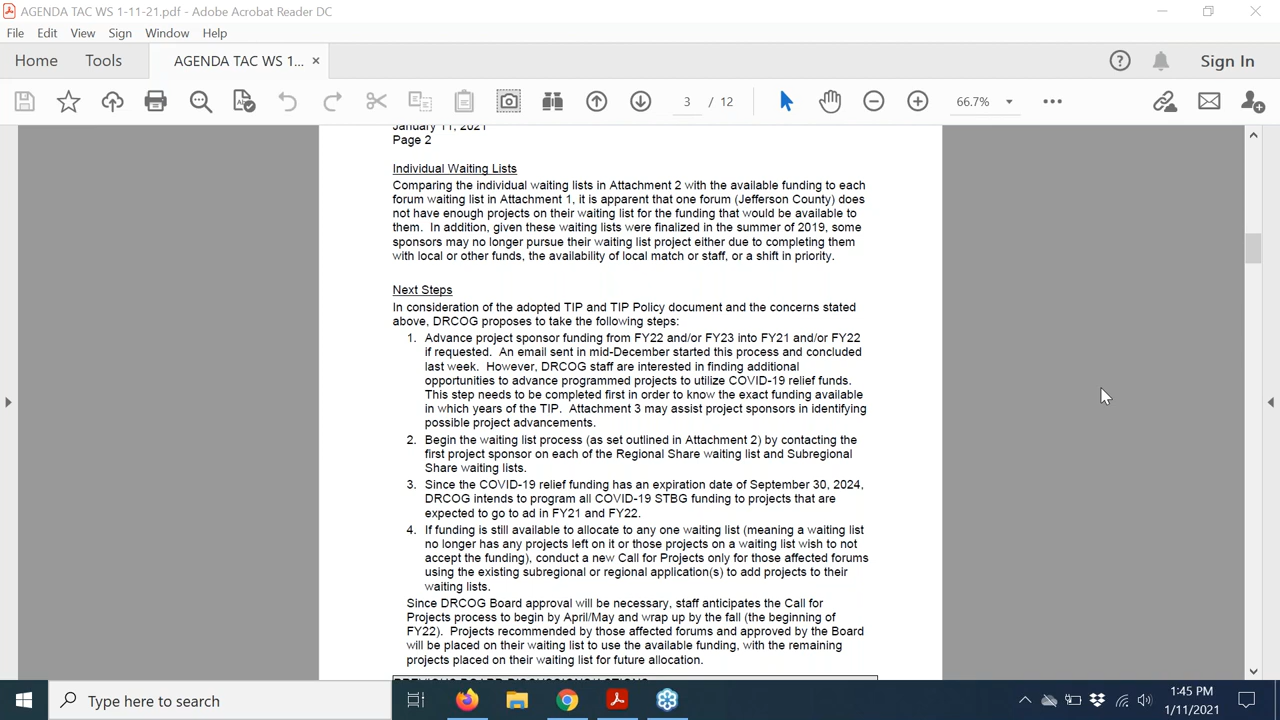 AGENDA TAC WS 1-11-21.pdf - Adobe Acrobat Reader DC
File Edit View Sign Window Help
Home Tools AGENDA TAC WS 1... × Sign In
3 / 12 66.7%
January 11, 2021
Page 2
Individual Waiting Lists
Comparing the individual waiting lists in Attachment 2 with the available funding to each
forum waiting list in Attachment 1, it is apparent that one forum (Jefferson County) does
not have enough projects on their waiting list for the funding that would be available to
them. In addition, given these waiting lists were finalized in the summer of 2019, some
sponsors may no longer pursue their waiting list project either due to completing them
with local or other funds, the availability of local match or staff, or a shift in priority.
Next Steps
In consideration of the adopted TIP and TIP Policy document and the concerns stated
above, DRCOG proposes to take the following steps:
1. Advance project sponsor funding from FY22 and/or FY23 into FY21 and/or FY22
if requested. An email sent in mid-December started this process and concluded
last week. However, DRCOG staff are interested in finding additional
opportunities to advance programmed projects to utilize COVID-19 relief funds.
This step needs to be completed first in order to know the exact funding available
in which years of the TIP. Attachment 3 may assist project sponsors in identifying
possible project advancements.
2. Begin the waiting list process (as set outlined in Attachment 2) by contacting the
first project sponsor on each of the Regional Share waiting list and Subregional
Share waiting lists.
3. Since the COVID-19 relief funding has an expiration date of September 30, 2024,
DRCOG intends to program all COVID-19 STBG funding to projects that are
expected to go to ad in FY21 and FY22.
4. If funding is still available to allocate to any one waiting list (meaning a waiting list
no longer has any projects left on it or those projects on a waiting list wish to not
accept the funding), conduct a new Call for Projects only for those affected forums
using the existing subregional or regional application(s) to add projects to their
waiting lists.
Since DRCOG Board approval will be necessary, staff anticipates the Call for
Projects process to begin by April/May and wrap up by the fall (the beginning of
FY22). Projects recommended by those affected forums and approved by the Board
will be placed on their waiting list to use the available funding, with the remaining
projects placed on their waiting list for future allocation.
PREVIOUS BOARD DISCUSSIONS/ACTIONS
Type here to search
1:45 PM
1/11/2021